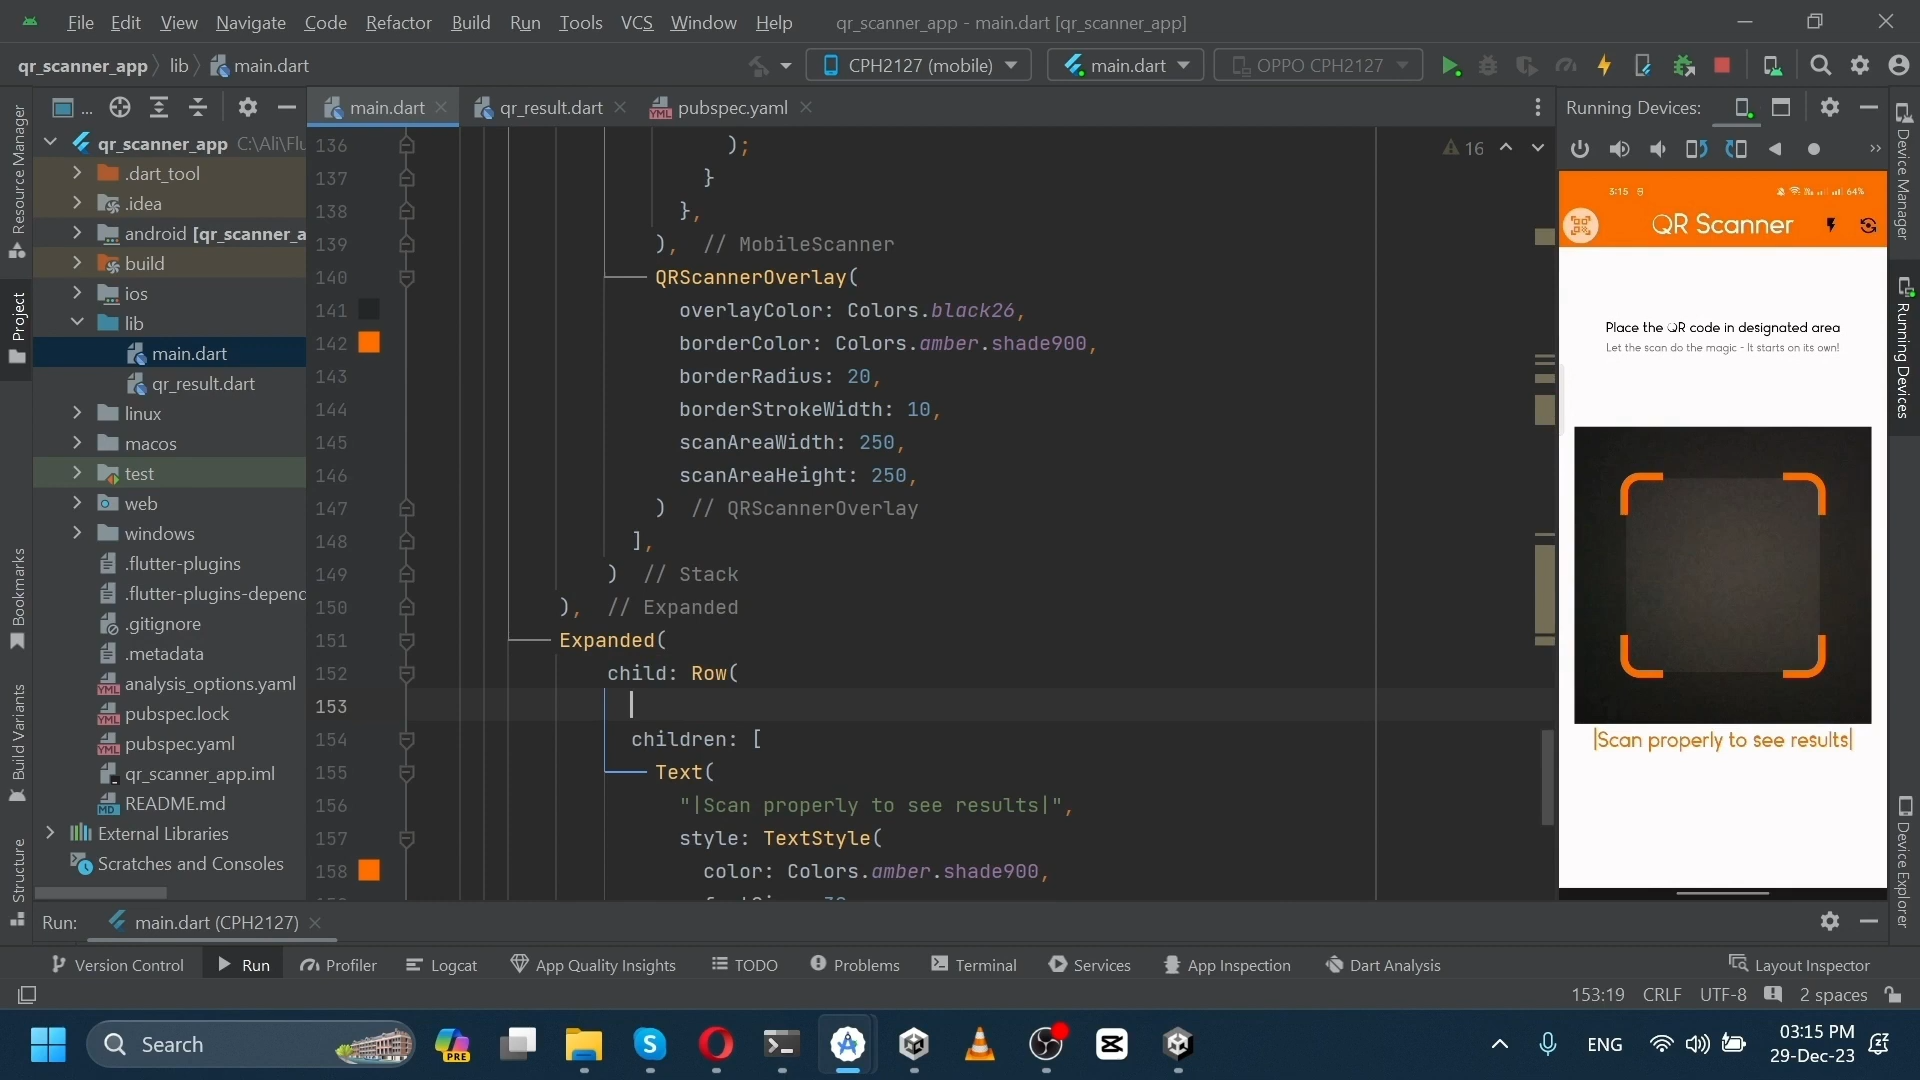 File Edit View Navigate Code Refactor Build Run Tools VCS Window Help qr_scanner_app - main.dart [qr_scanner_app]
qr_scanner_app lib main.dart CPH2127 (mobile) main.dart OPPO CPH2127
... main.dart qr_result.dart pubspec.yaml Running Devices:
Resource Manager
Project
Bookmarks
Build Variants
Structure
qr_scanner_app C:\Ali\Flu
.dart_tool
.idea
android [qr_scanner_a
build
ios
lib
main.dart
qr_result.dart
linux
macos
test
web
windows
.flutter-plugins
.flutter-plugins-depend
.gitignore
.metadata
analysis_options.yaml
pubspec.lock
pubspec.yaml
qr_scanner_app.iml
README.md
External Libraries
Scratches and Consoles
16
136 );
137 }
138 },
139 ), // MobileScanner
140 QRScannerOverlay(
141 overlayColor: Colors.black26,
142 borderColor: Colors.amber.shade900,
143 borderRadius: 20,
144 borderStrokeWidth: 10,
145 scanAreaWidth: 250,
146 scanAreaHeight: 250,
147 ) // QRScannerOverlay
148 ],
149 ) // Stack
150 ), // Expanded
151 Expanded(
152 child: Row(
153
154 children: [
155 Text(
156 "|Scan properly to see results|",
157 style: TextStyle(
158 color: Colors.amber.shade900,
3:15 64%
QR Scanner
Place the QR code in designated area
Let the scan do the magic - It starts on its own!
|Scan properly to see results|
Device Manager
Running Devices
Device Explorer
Run: main.dart (CPH2127)
Version Control Run Profiler Logcat App Quality Insights TODO Problems Terminal Services App Inspection Dart Analysis Layout Inspector
153:19 CRLF UTF-8 2 spaces
Search PRE ENG 03:15 PM
29-Dec-23